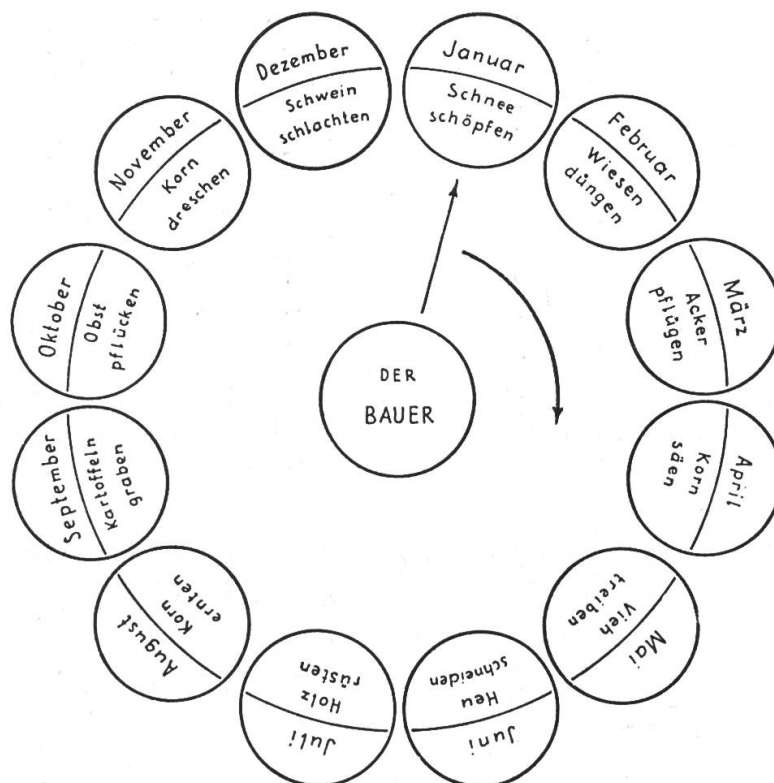 Januar
Schnee
schöpfen
Februar
Wiesen
düngen
März
Acker
pflügen
April
Korn
säen
Mai
Vieh
treiben
Juni
Heu
schneiden
Juli
Holz
rüsten
August
Korn
ernten
September
Kartoffeln
graben
Oktober
Obst
pflücken
November
Korn
dreschen
Dezember
Schwein
schlachten
DER
BAUER